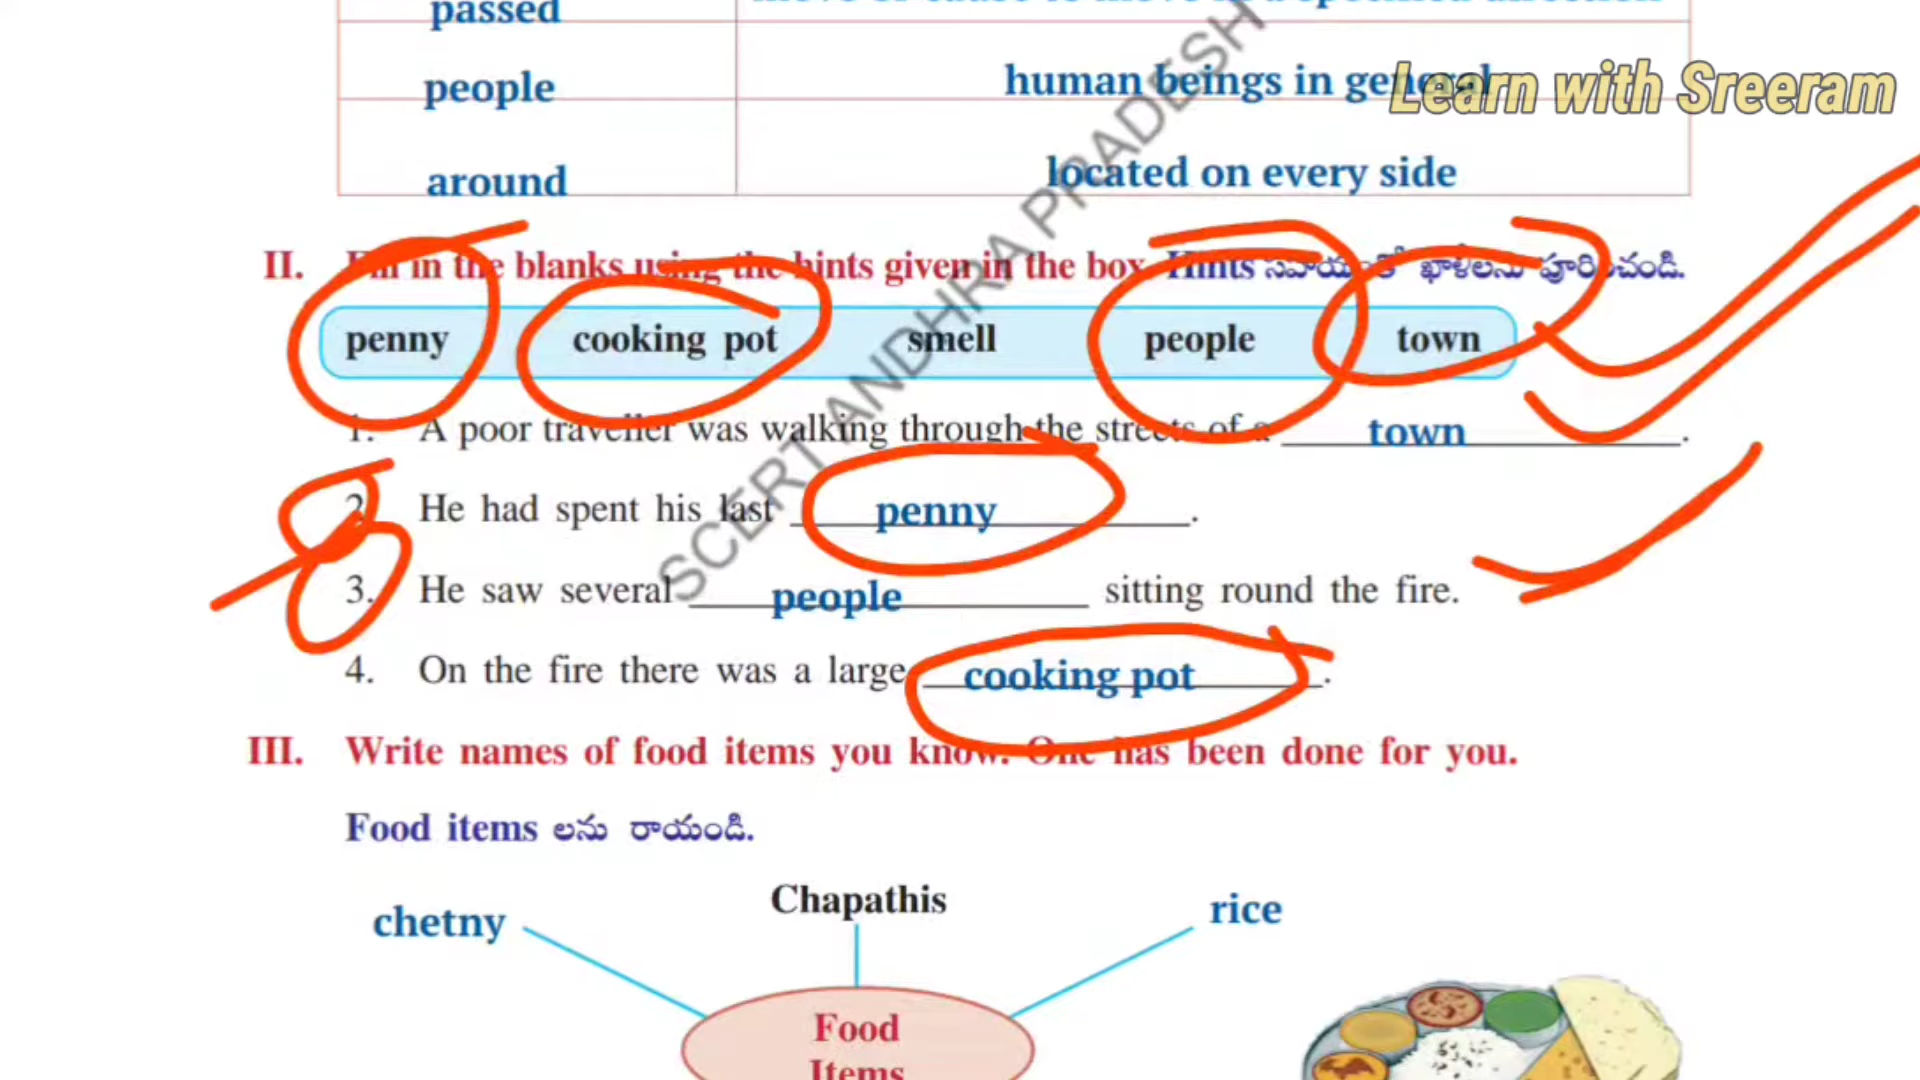 passed
people
human beings in general
Learn with Sreeram
around
located on every side
SCERT ANDHRA PRADESH
II. Fill in the blanks using the hints given in the box. Hints సహాయంతో ఖాళీలను పూరించండి.
penny cooking pot smell people town
1. A poor traveller was walking through the streets of a town.
2. He had spent his last penny.
3. He saw several people sitting round the fire.
4. On the fire there was a large cooking pot.
III. Write names of food items you know. One has been done for you.
Food items లను రాయండి.
chetny Chapathis rice
Food
Items